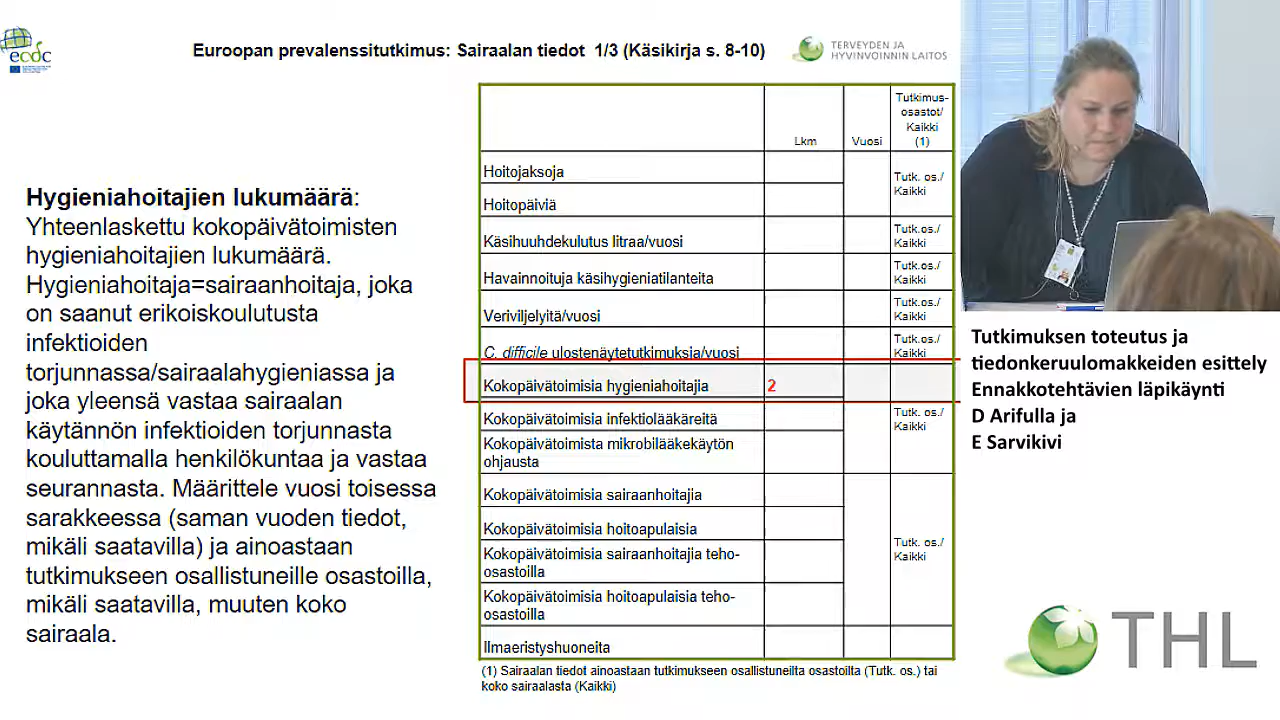 ecdc
Euroopan prevalenssitutkimus: Sairaalan tiedot 1/3 (Käsikirja s. 8-10)
TERVEYDEN JA
HYVINVOINNIN LAITOS
Hygieniahoitajien lukumäärä:
Yhteenlaskettu kokopäivätoimisten
hygieniahoitajien lukumäärä.
Hygieniahoitaja=sairaanhoitaja, joka
on saanut erikoiskoulutusta
infektioiden
torjunnassa/sairaalahygieniassa ja
joka yleensä vastaa sairaalan
käytännön infektioiden torjunnasta
kouluttamalla henkilökuntaa ja vastaa
seurannasta. Määrittele vuosi toisessa
sarakkeessa (saman vuoden tiedot,
mikäli saatavilla) ja ainoastaan
tutkimukseen osallistuneille osastoilla,
mikäli saatavilla, muuten koko
sairaala.
Lkm
Vuosi
Tutkimus-
osastot/
Kaikki
(1)
Hoitojaksoja
Hoitopäiviä
Tutk. os./
Kaikki
Käsihuuhdekulutus litraa/vuosi
Tutk.os./
Kaikki
Havainnoituja käsihygieniatilanteita
Tutk.os./
Kaikki
Veriviljelyitä/vuosi
Tutk.os./
Kaikki
C. difficile ulostenäytetutkimuksia/vuosi
Tutk.os./
Kaikki
Kokopäivätoimisia hygieniahoitajia 2
Kokopäivätoimisia infektiolääkäreitä
Tutk. os./
Kaikki
Kokopäivätoimista mikrobilääkekäytön
ohjausta
Kokopäivätoimisia sairaanhoitajia
Kokopäivätoimisia hoitoapulaisia
Kokopäivätoimisia sairaanhoitajia teho-
osastoilla
Tutk. os./
Kaikki
Kokopäivätoimisia hoitoapulaisia teho-
osastoilla
Ilmaeristyshuoneita
(1) Sairaalan tiedot ainoastaan tutkimukseen osallistuneilta osastoilta (Tutk. os.) tai
koko sairaalasta (Kaikki)
Tutkimuksen toteutus ja
tiedonkeruulomakkeiden esittely
Ennakkotehtävien läpikäynti
D Arifulla ja
E Sarvikivi
THL